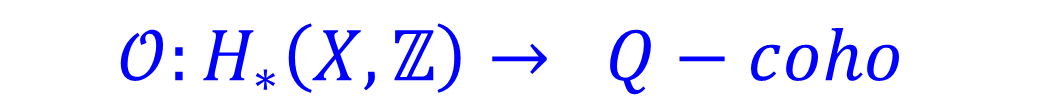 𝒪: H_*(X, ℤ) → Q − coho